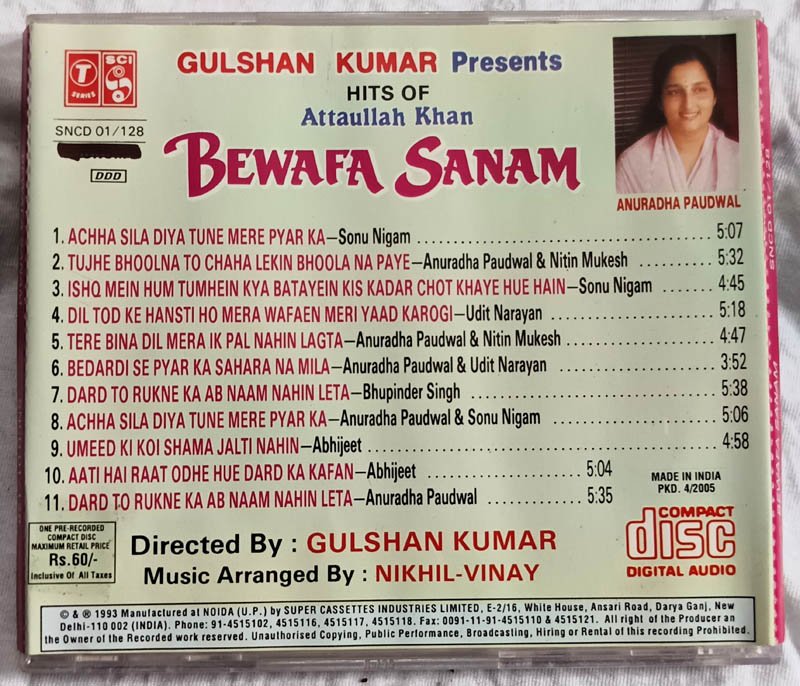 T
SERIES
SCI
SNCD 01/128
DDD
GULSHAN KUMAR Presents
HITS OF
Attaullah Khan
BEWAFA SANAM
ANURADHA PAUDWAL
1. ACHHA SILA DIYA TUNE MERE PYAR KA–Sonu Nigam 5:07
2. TUJHE BHOOLNA TO CHAHA LEKIN BHOOLA NA PAYE–Anuradha Paudwal & Nitin Mukesh 5:32
3. ISHQ MEIN HUM TUMHEIN KYA BATAYEIN KIS KADAR CHOT KHAYE HUE HAIN–Sonu Nigam 4:45
4. DIL TOD KE HANSTI HO MERA WAFAEN MERI YAAD KAROGI–Udit Narayan 5:18
5. TERE BINA DIL MERA IK PAL NAHIN LAGTA–Anuradha Paudwal & Nitin Mukesh 4:47
6. BEDARDI SE PYAR KA SAHARA NA MILA–Anuradha Paudwal & Udit Narayan 3:52
7. DARD TO RUKNE KA AB NAAM NAHIN LETA–Bhupinder Singh 5:38
8. ACHHA SILA DIYA TUNE MERE PYAR KA–Anuradha Paudwal & Sonu Nigam 5:06
9. UMEED KI KOI SHAMA JALTI NAHIN–Abhijeet 4:58
10. AATI HAI RAAT ODHE HUE DARD KA KAFAN–Abhijeet 5:04
11. DARD TO RUKNE KA AB NAAM NAHIN LETA–Anuradha Paudwal 5:35
MADE IN INDIA
PKD. 4/2005
ONE PRE-RECORDED
COMPACT DISC
MAXIMUM RETAIL PRICE
Rs.60/-
Inclusive Of All Taxes
Directed By : GULSHAN KUMAR
Music Arranged By : NIKHIL-VINAY
COMPACT
disc
DIGITAL AUDIO
© & ℗ 1993 Manufactured at NOIDA (U.P.) by SUPER CASSETTES INDUSTRIES LIMITED, E-2/16, White House, Ansari Road, Darya Ganj, New
Delhi-110 002 (INDIA). Phone: 91-4515102, 4515116, 4515117, 4515118. Fax: 0091-11-91-4515110 & 4515121. All right of the Producer an
the Owner of the Recorded work reserved. Unauthorised Copying, Public Performance, Broadcasting, Hiring or Rental of this recording Prohibited.
SNCD 01/128
BEWAFA SANAM